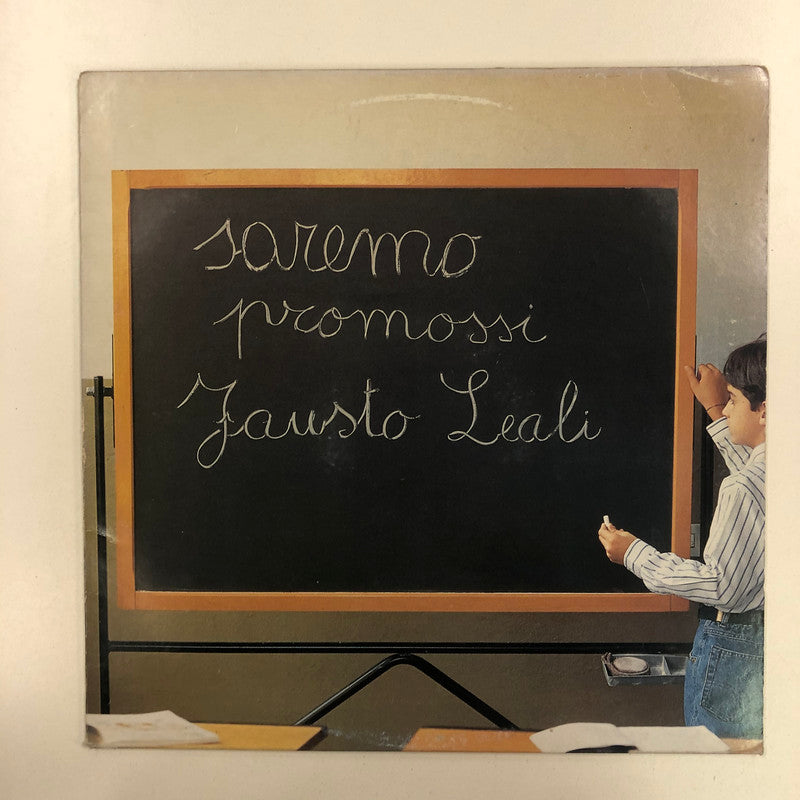 saremo
promossi
Fausto Leali